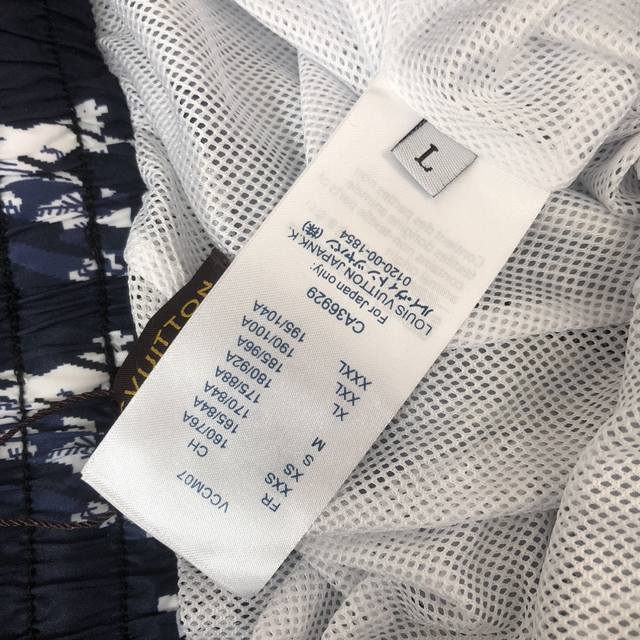 L
VUITTON
VCCM07
FR CH
XXS 160/76A
XS 165/84A
S 170/84A
M 175/88A
180/92A
XL 185/96A
XXL 190/100A
XXXL 195/104A
CA36929
For Japan only.
LOUIS VUITTON JAPAN K.
ルイ・ヴィトン ジャパン (株)
0120-00-1854